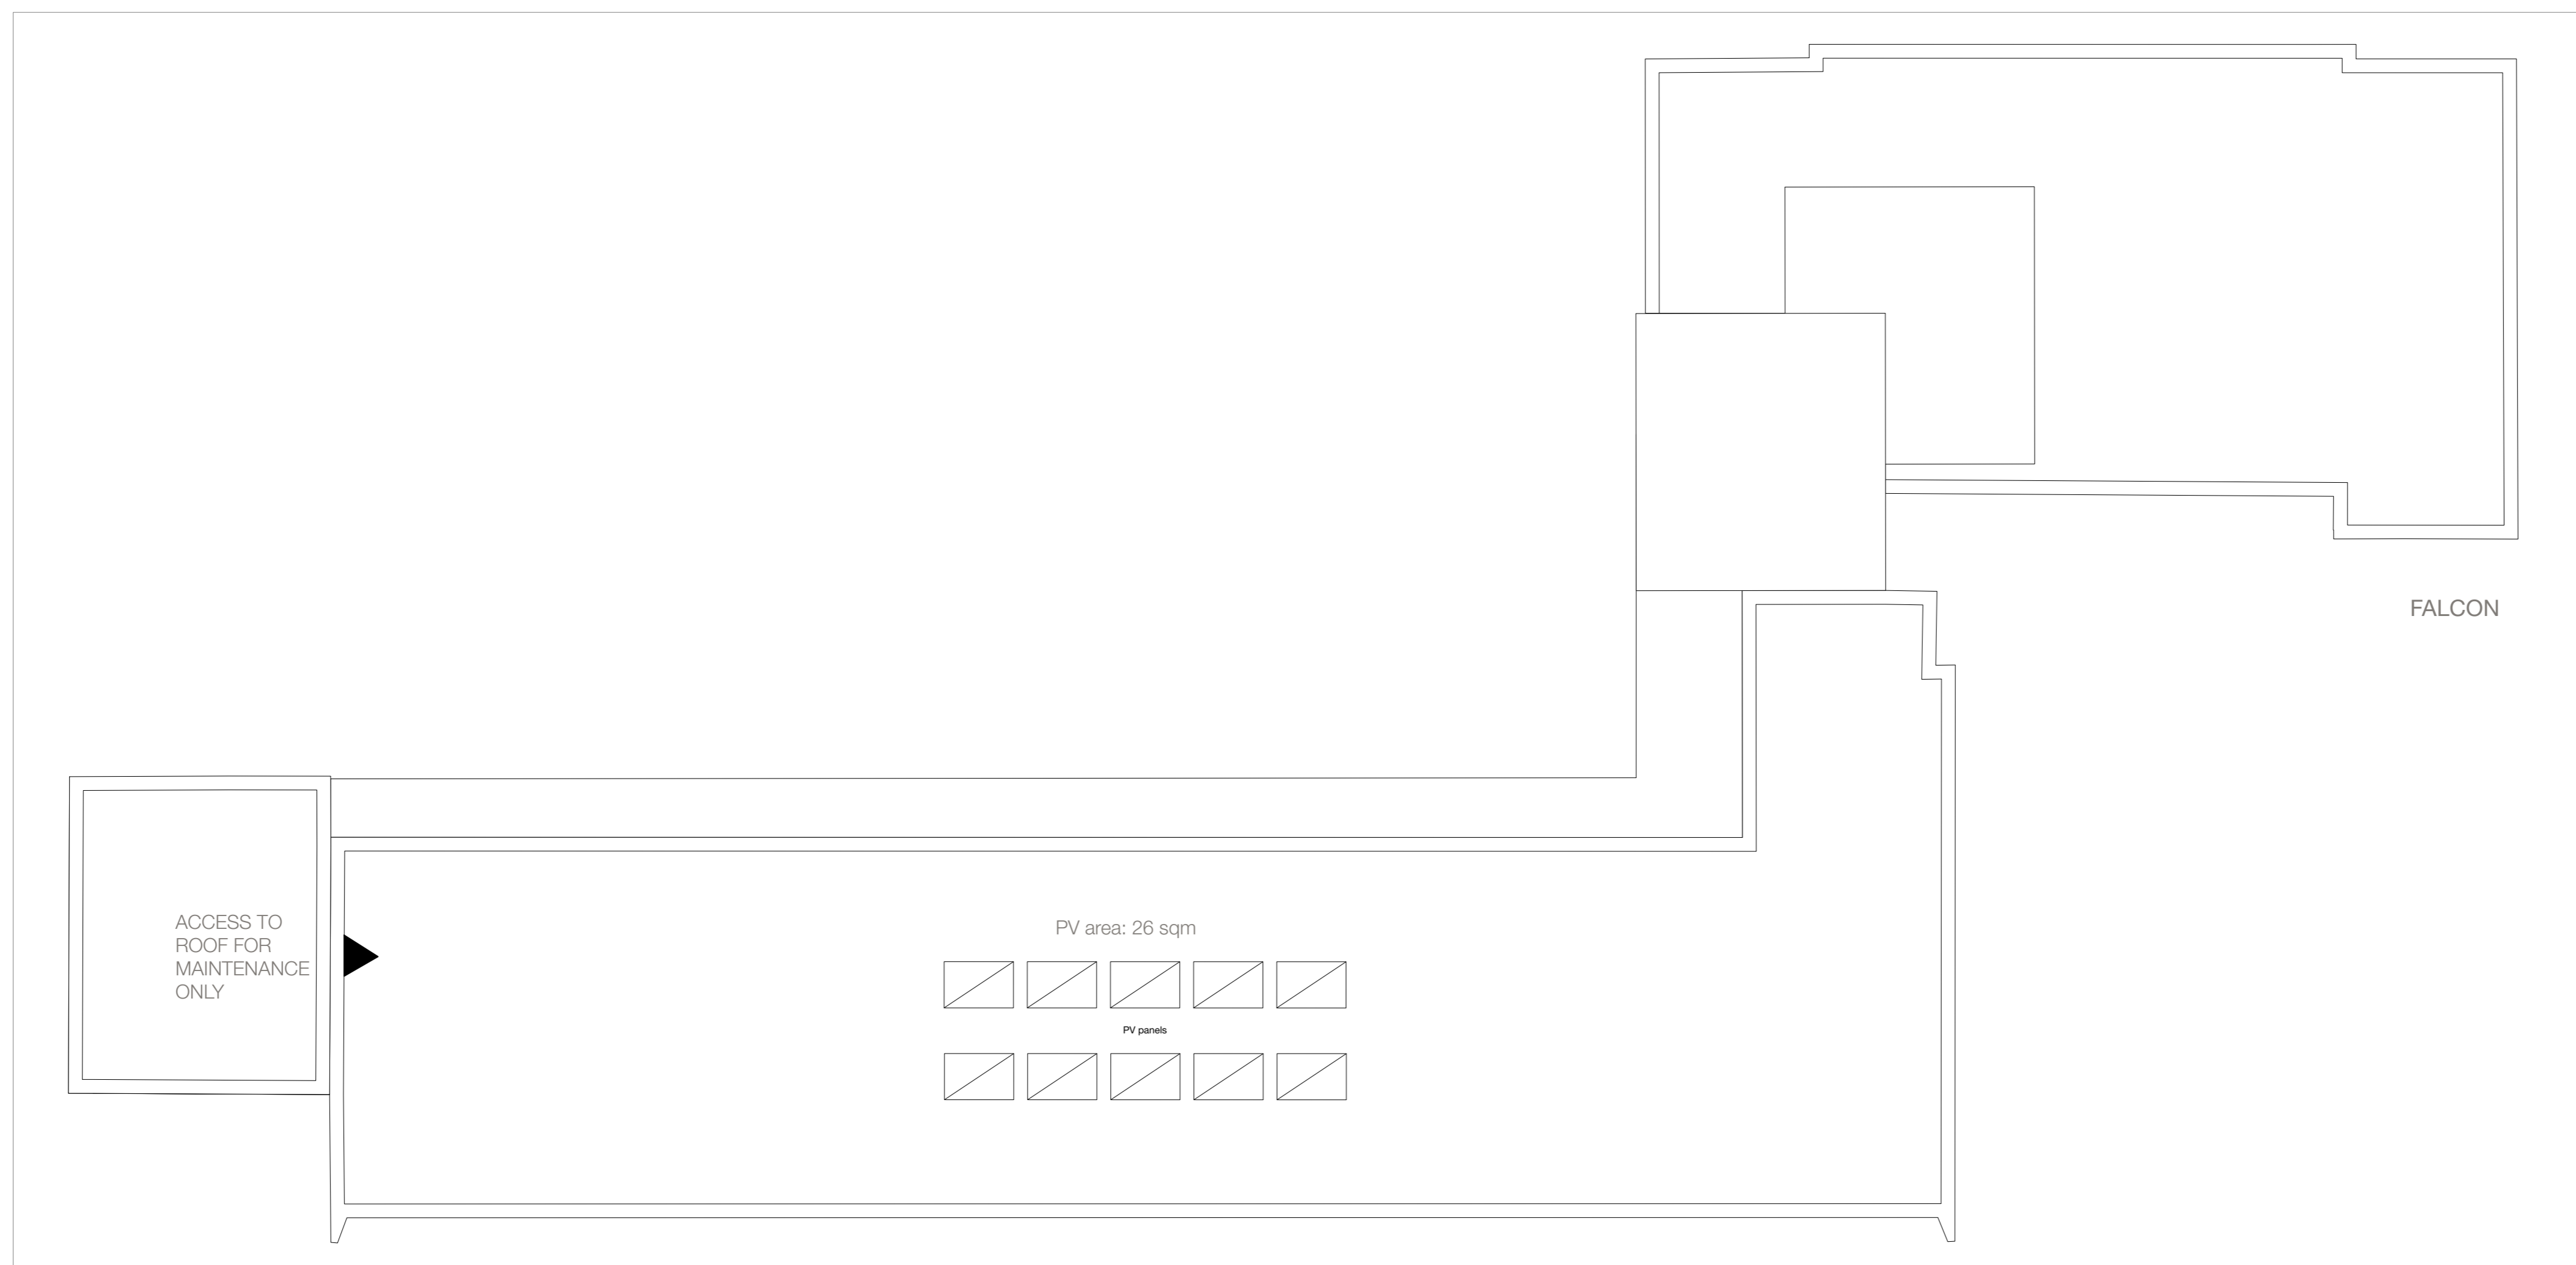 FALCON
ACCESS TO
ROOF FOR
MAINTENANCE
ONLY
PV area: 26 sqm
PV panels